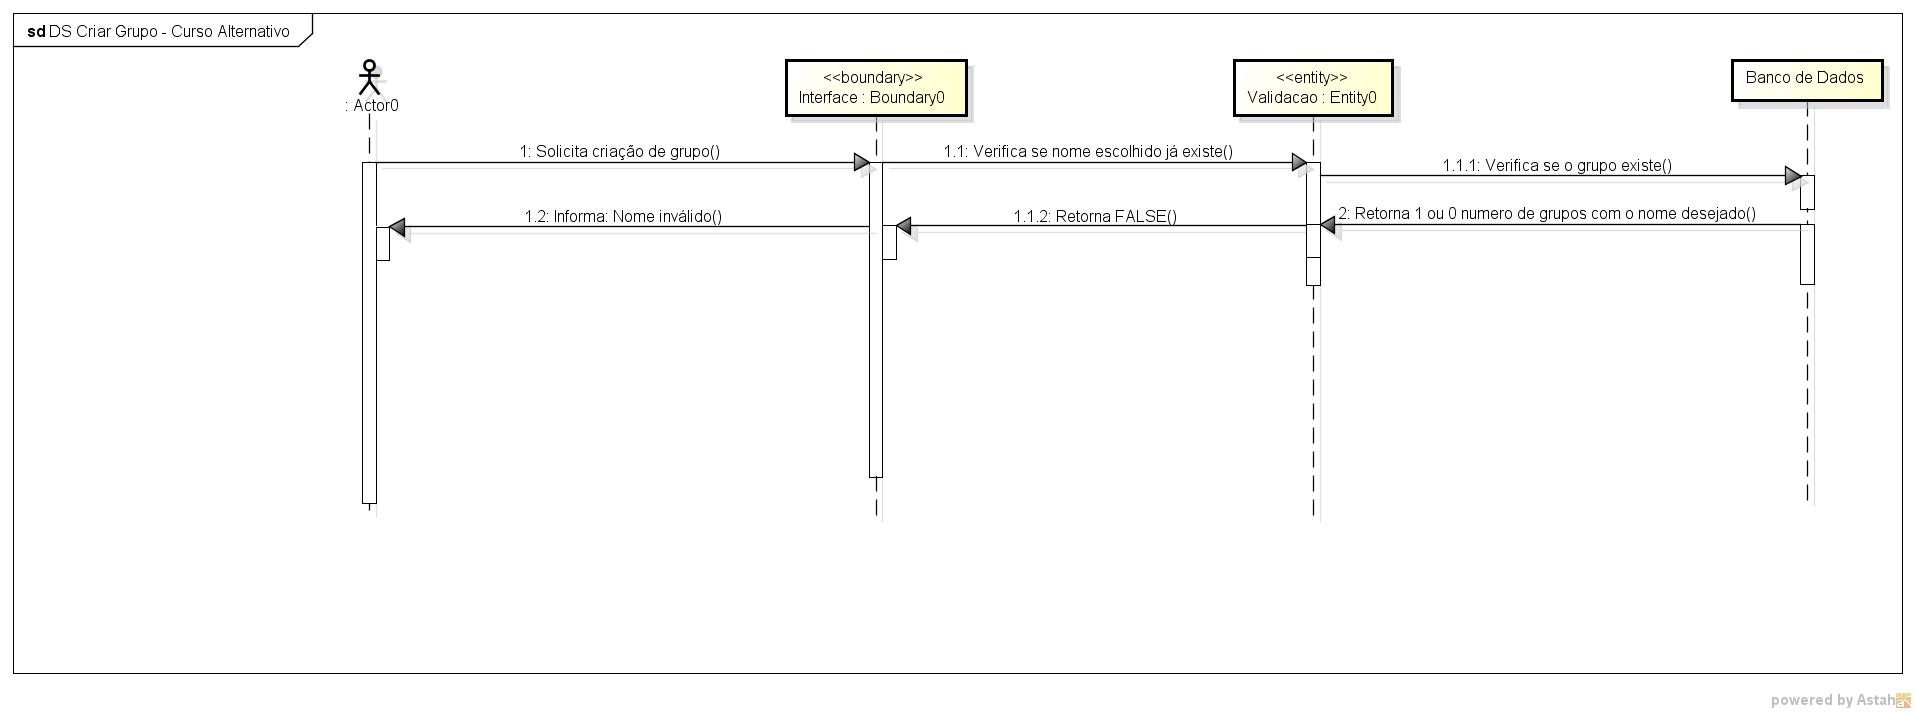 sd DS Criar Grupo - Curso Alternativo
: Actor0
<<boundary>>
Interface : Boundary0
<<entity>>
Validacao : Entity0
Banco de Dados
1: Solicita criação de grupo()
1.1: Verifica se nome escolhido já existe()
1.1.1: Verifica se o grupo existe()
1.2: Informa: Nome inválido()
1.1.2: Retorna FALSE()
2: Retorna 1 ou 0 numero de grupos com o nome desejado()
powered by Astah